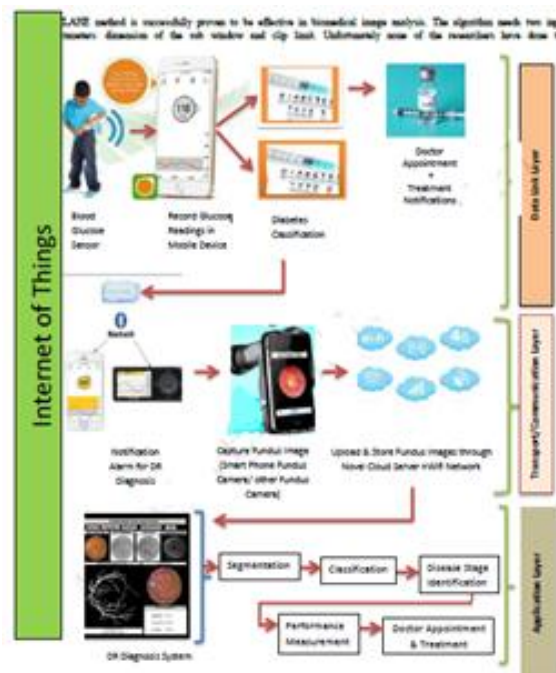 LAHE method is successfully proven to be effective in biomedical image analysis. The algorithm needs two
dimension of the sub window and clip limit. Unfortunately none of the researchers have done
Internet of Things
Blood
Glucose
Sensor
Record Glucose
Readings in
Mobile Device
Diabetes
Classification
Doctor
Appointment
+
Treatment
Notifications
Data Link Layer
Notification
Alarm for DR
Diagnosis
Capture Fundus Image
(Smart Phone Fundus
Camera/ other Fundus
Camera)
Upload & Store Fundus Images through
Novel Cloud Server Network
Transport/Communication Layer
DR Diagnosis System
Segmentation
Classification
Disease Stage
Identification
Performance
Measurement
Doctor Appointment
& Treatment
Application Layer